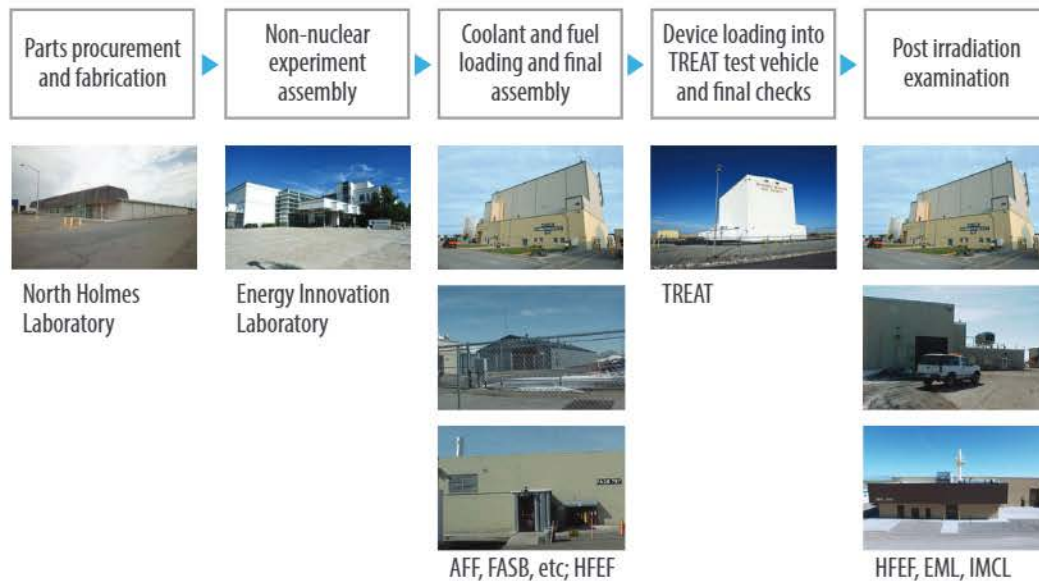 Parts procurement
and fabrication
Non-nuclear
experiment
assembly
Coolant and fuel
loading and final
assembly
Device loading into
TREAT test vehicle
and final checks
Post irradiation
examination
North Holmes
Laboratory
Energy Innovation
Laboratory
TREAT
AFF, FASB, etc; HFEF
HFEF, EML, IMCL